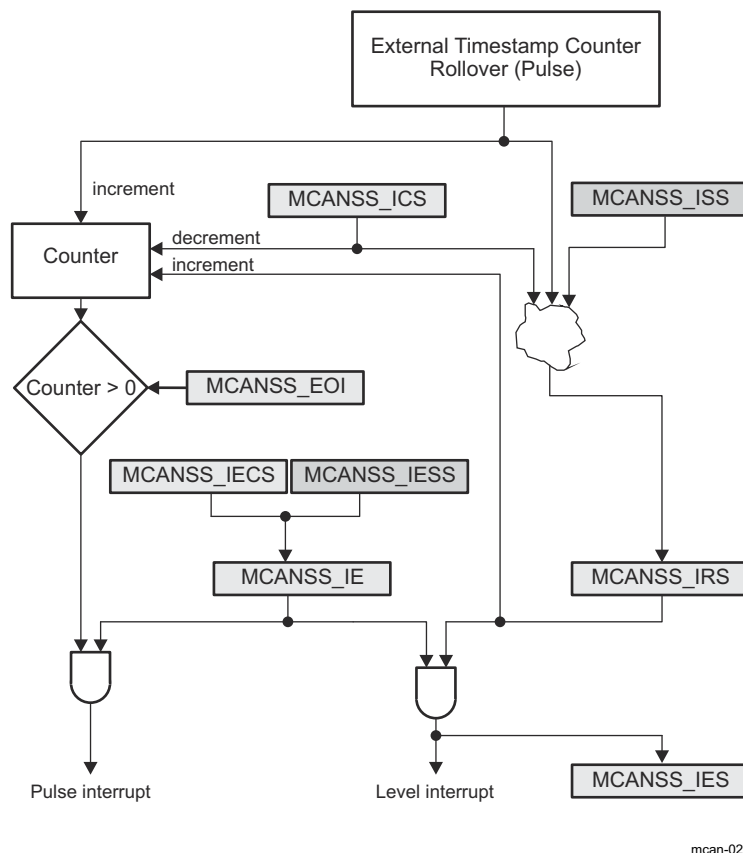 External Timestamp Counter
Rollover (Pulse)
increment
MCANSS_ICS
MCANSS_ISS
decrement
Counter
increment
Counter > 0
MCANSS_EOI
MCANSS_IECS
MCANSS_IESS
MCANSS_IE
MCANSS_IRS
Pulse interrupt
Level interrupt
MCANSS_IES
mcan-02